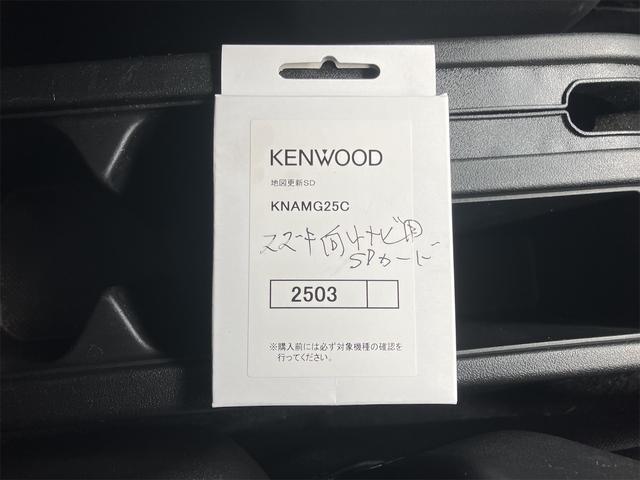 KENWOOD
地図更新SD
KNAMG25C
スズキ向けナビ用
SDカード
2503
※購入前には必ず対象機種の確認を
行ってください。